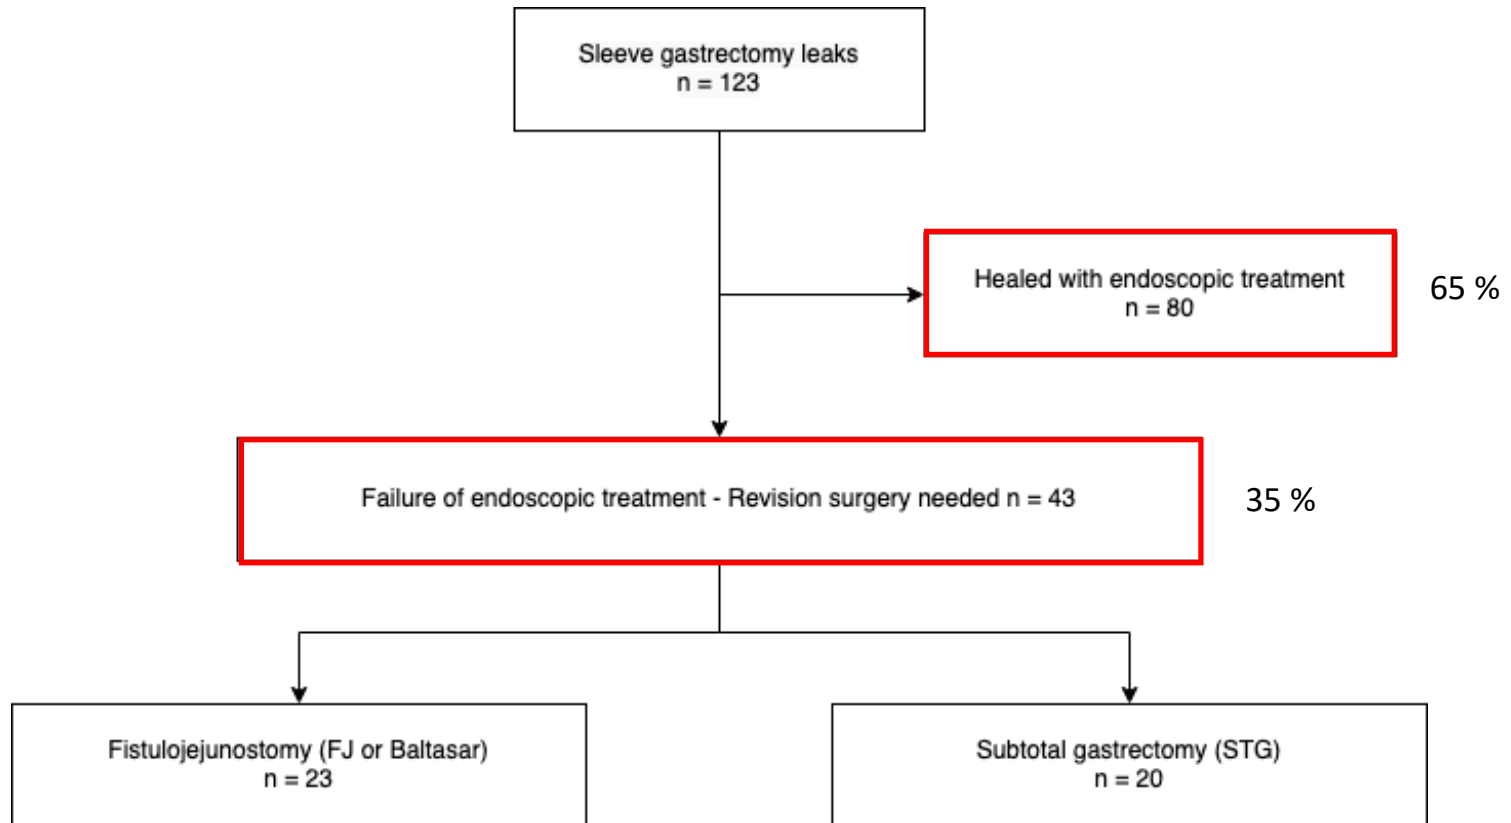 Sleeve gastrectomy leaks
n = 123
Healed with endoscopic treatment
n = 80
65 %
Failure of endoscopic treatment - Revision surgery needed n = 43
35 %
Fistulojejunostomy (FJ or Baltasar)
n = 23
Subtotal gastrectomy (STG)
n = 20